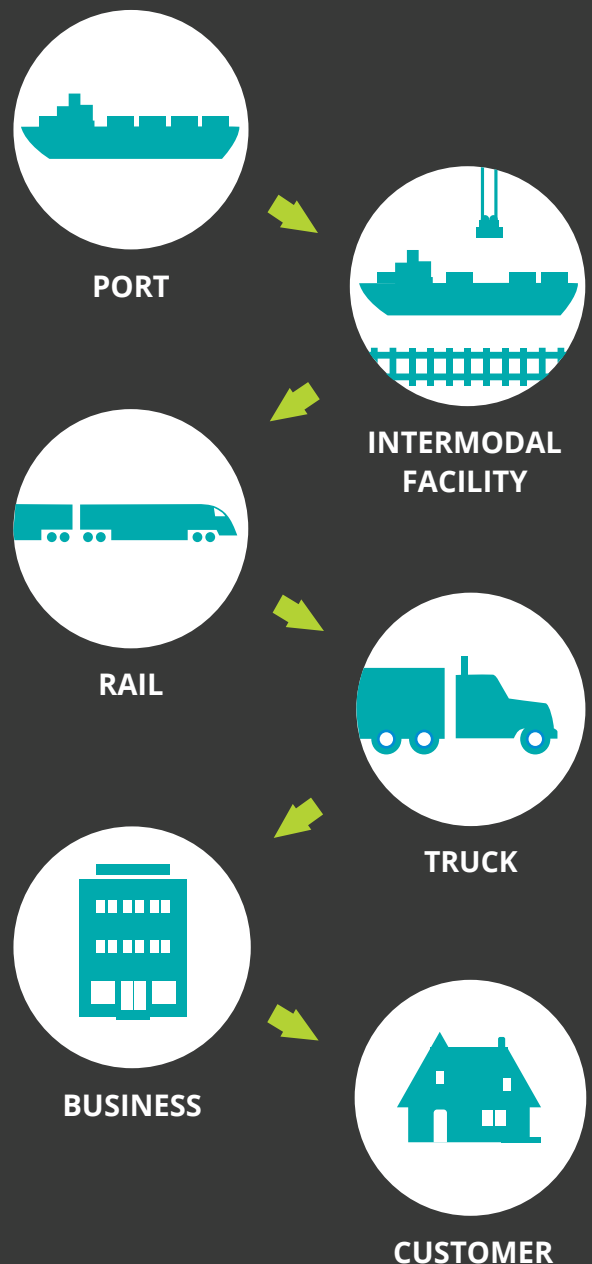 PORT
INTERMODAL
FACILITY
RAIL
TRUCK
BUSINESS
CUSTOMER